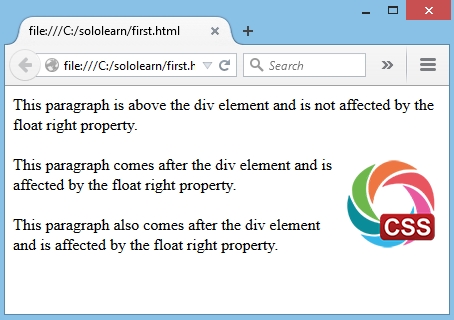 file:///C:/sololearn/first.html
file:///C:/sololearn/first.h
Search
This paragraph is above the div element and is not affected by the
float right property.
This paragraph comes after the div element and is
affected by the float right property.
This paragraph also comes after the div element
and is affected by the float right property.
CSS